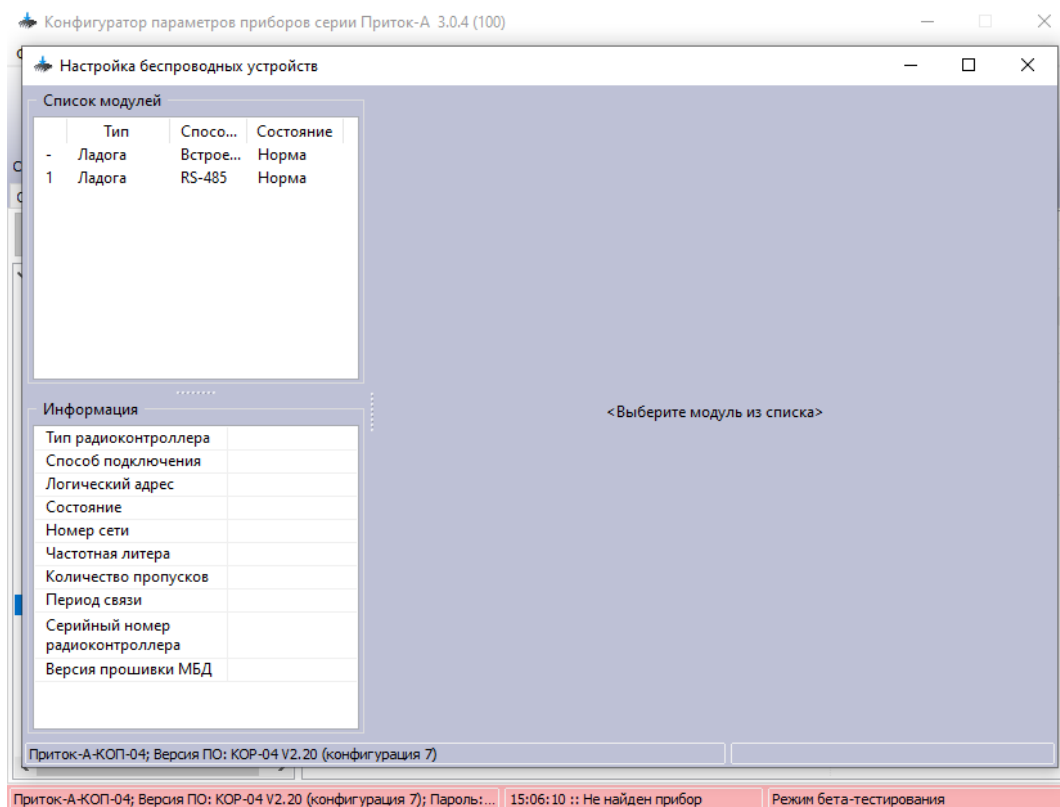 Конфигуратор параметров приборов серии Приток-А 3.0.4 (100)
Настройка беспроводных устройств
Список модулей
Тип Спосо... Состояние
- Ладога Встрое... Норма
1 Ладога RS-485 Норма
Информация
Тип радиоконтроллера
Способ подключения
Логический адрес
Состояние
Номер сети
Частотная литера
Количество пропусков
Период связи
Серийный номер
радиоконтроллера
Версия прошивки МБД
<Выберите модуль из списка>
Приток-А-КОП-04; Версия ПО: КОР-04 V2.20 (конфигурация 7)
Приток-А-КОП-04; Версия ПО: КОР-04 V2.20 (конфигурация 7); Пароль:... 15:06:10 :: Не найден прибор Режим бета-тестирования